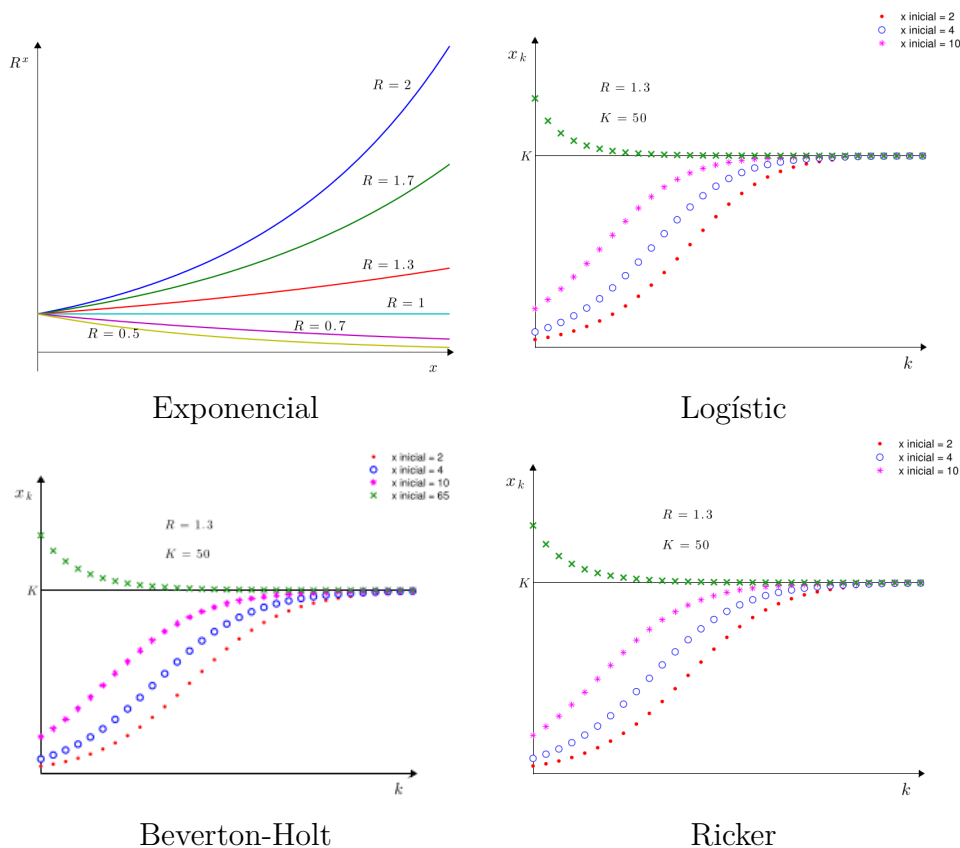 R^x
R = 2
R = 1.7
R = 1.3
R = 1
R = 0.7
R = 0.5
x
Exponencial
x inicial = 2
x inicial = 4
x inicial = 10
x_k
R = 1.3
K = 50
K
k
Logístic
x inicial = 2
x inicial = 4
x inicial = 10
x inicial = 65
x_k
R = 1.3
K = 50
K
k
Beverton-Holt
x inicial = 2
x inicial = 4
x inicial = 10
x_k
R = 1.3
K = 50
K
k
Ricker